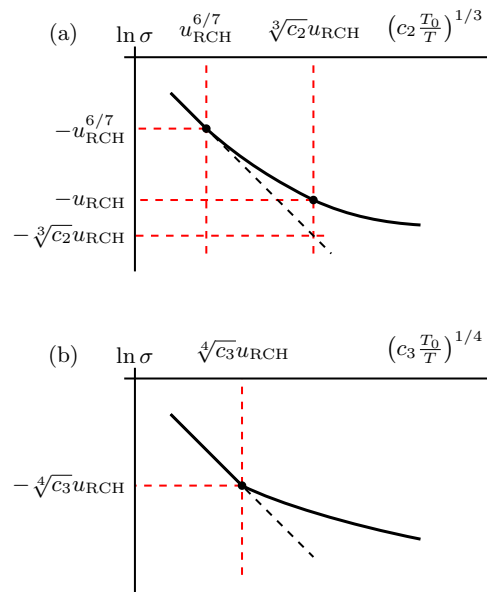 (a) ln σ u_RCH^{6/7} ∛c₂ u_RCH (c₂ T₀/T)^{1/3}
−u_RCH^{6/7}
−u_RCH
−∛c₂ u_RCH
(b) ln σ ∜c₃ u_RCH (c₃ T₀/T)^{1/4}
−∜c₃ u_RCH